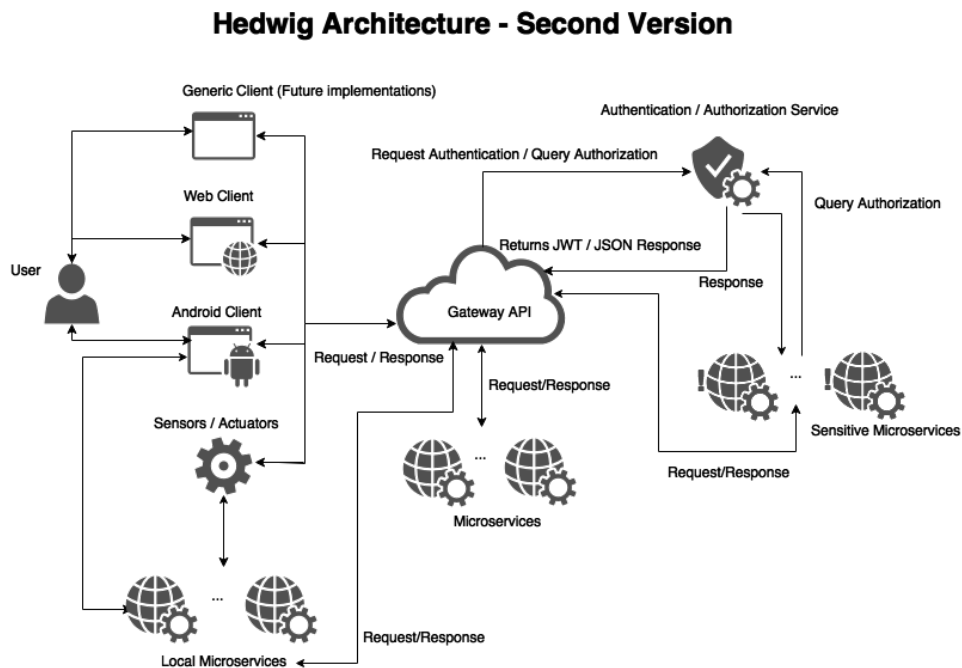 Hedwig Architecture - Second Version
Generic Client (Future implementations)
Authentication / Authorization Service
Request Authentication / Query Authorization
Web Client
Query Authorization
Returns JWT / JSON Response
User
Response
Android Client
Gateway API
Request / Response
Request/Response
...
Sensors / Actuators
Sensitive Microservices
...
Request/Response
Microservices
...
Request/Response
Local Microservices